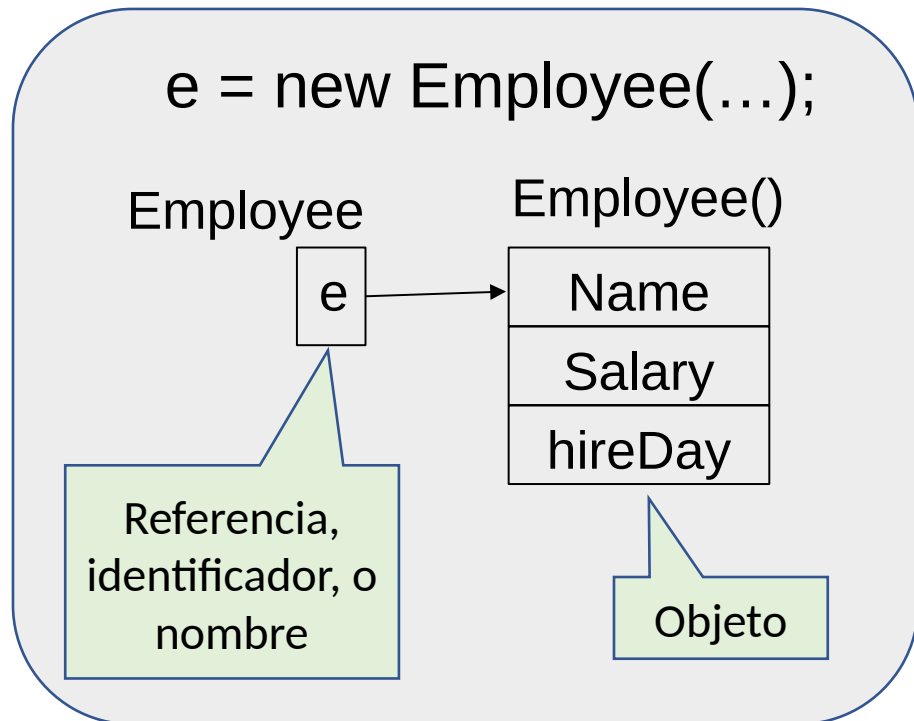 e = new Employee(…);
Employee
Employee()
e
Name
Salary
hireDay
Referencia,
identificador, o
nombre
Objeto